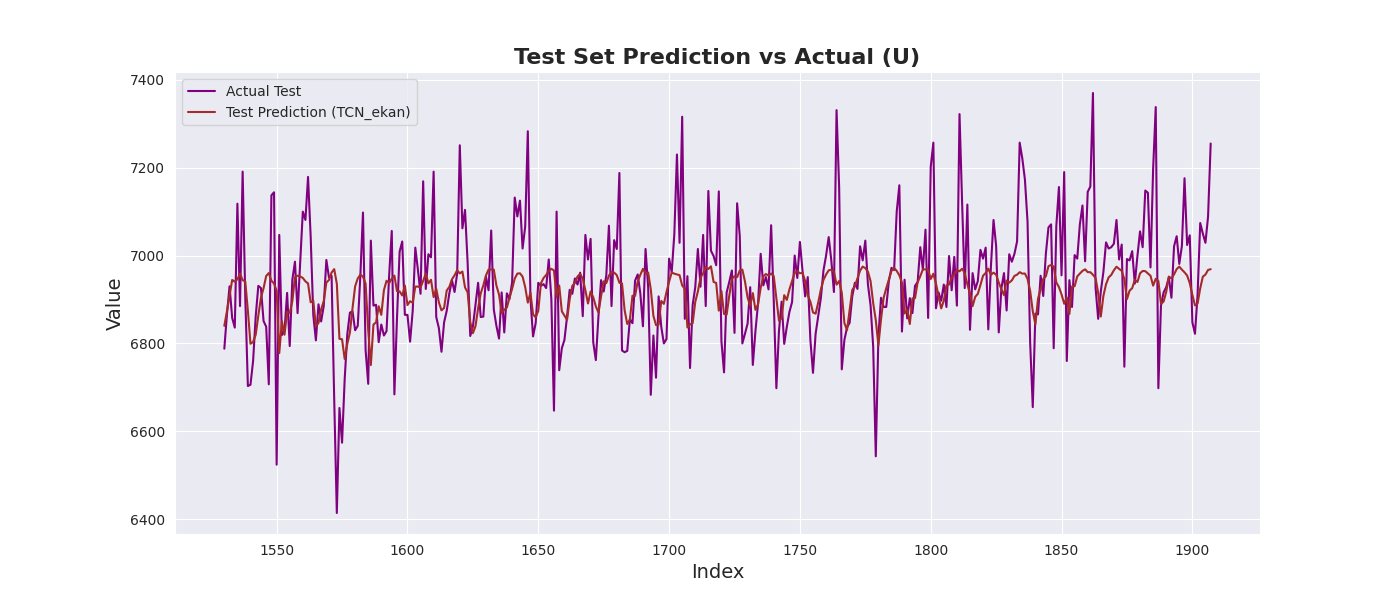 Test Set Prediction vs Actual (U)
7400
7200
7000
6800
6600
6400
Value
Actual Test
Test Prediction (TCN_ekan)
1550 1600 1650 1700 1750 1800 1850 1900
Index